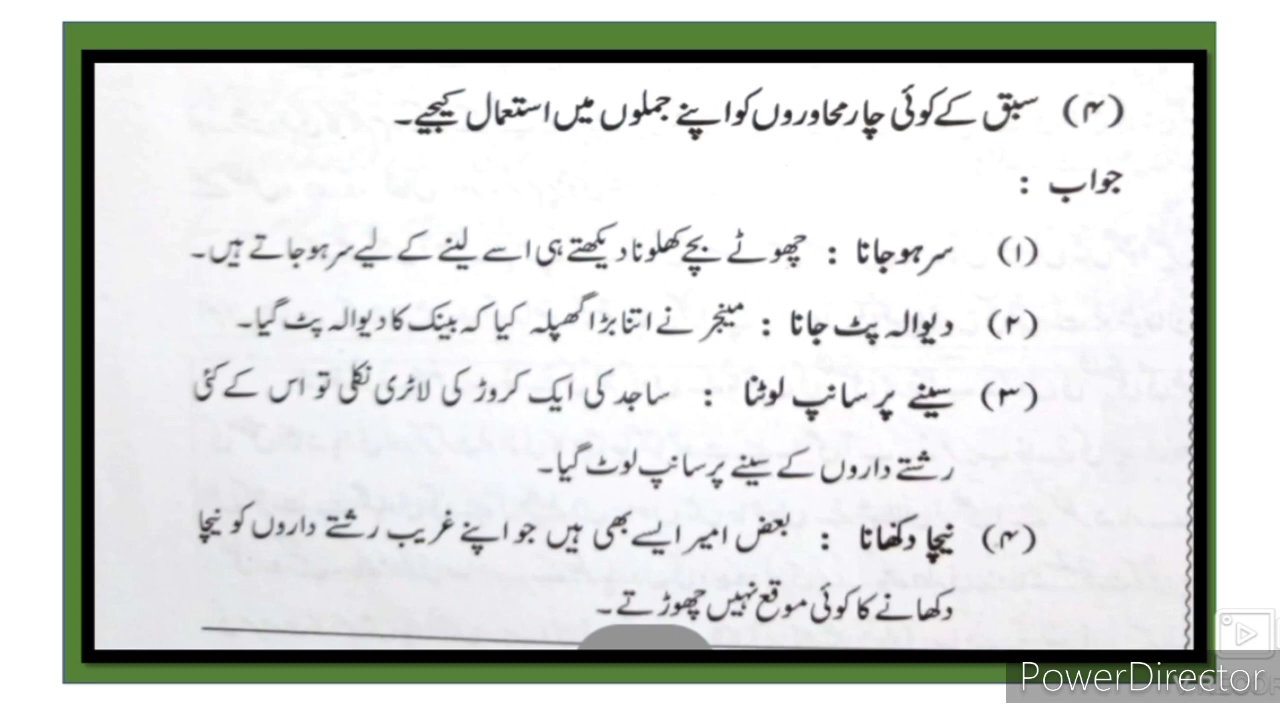 (۴) سبق کے کوئی چار محاوروں کو اپنے جملوں میں استعمال کیجیے۔
جواب :
(۱) سر ہو جانا : چھوٹے بچے کھلونا دیکھتے ہی اسے لینے کے لیے سر ہو جاتے ہیں۔
(۲) دیوالہ پٹ جانا : مینجر نے اتنا بڑا گھپلہ کیا کہ بینک کا دیوالہ پٹ گیا۔
(۳) سینے پر سانپ لوٹنا : ساجد کی ایک کروڑ کی لاٹری نکلی تو اس کے کئی
رشتے داروں کے سینے پر سانپ لوٹ گیا۔
(۴) نیچا دکھانا : بعض امیر ایسے بھی ہیں جو اپنے غریب رشتے داروں کو نیچا
دکھانے کا کوئی موقع نہیں چھوڑتے۔
PowerDirector